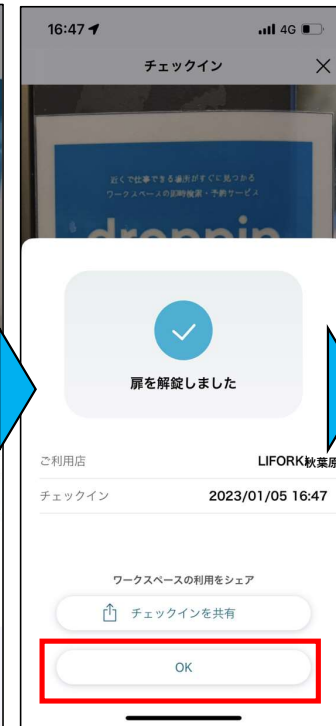 16:47
4G
チェックイン
近くで仕事できる場所がすぐに見つかる
ワークスペースの即時検索・予約サービス
droppin
扉を解錠しました
ご利用店 LIFORK秋葉原
チェックイン 2023/01/05 16:47
ワークスペースの利用をシェア
チェックインを共有
OK